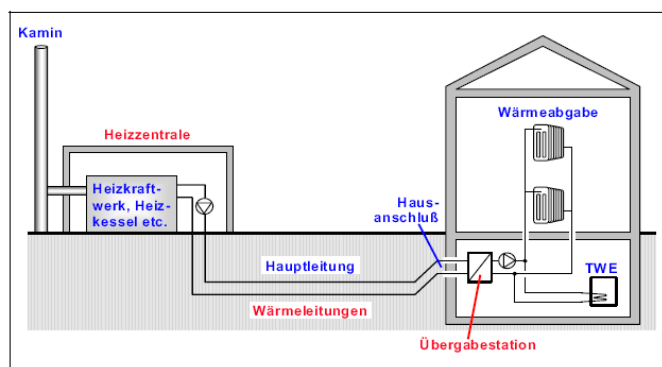 Kamin
Heizzentrale
Heizkraft-
werk, Heiz-
kessel etc.
Wärmeabgabe
Haus-
anschluß
Hauptleitung
TWE
Wärmeleitungen
Übergabestation